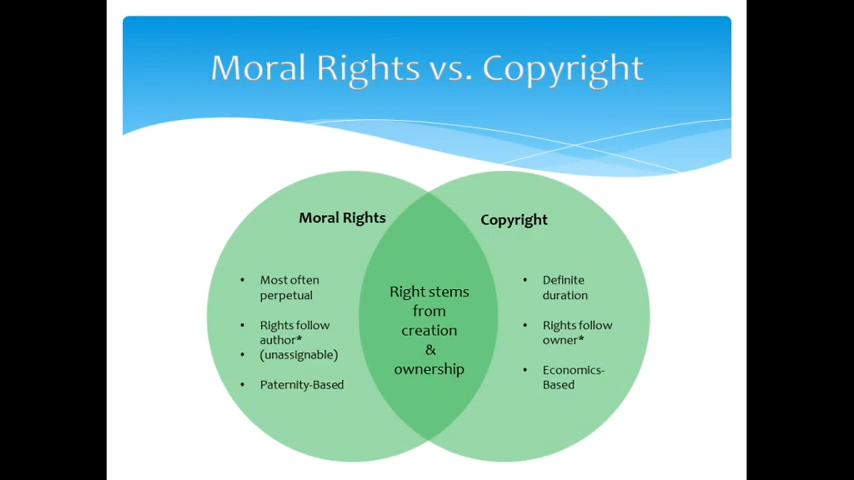 Moral Rights vs. Copyright
Moral Rights
• Most often
perpetual
• Rights follow
author*
• (unassignable)
• Paternity-Based
Right stems
from
creation
&
ownership
Copyright
• Definite
duration
• Rights follow
owner*
• Economics-
Based